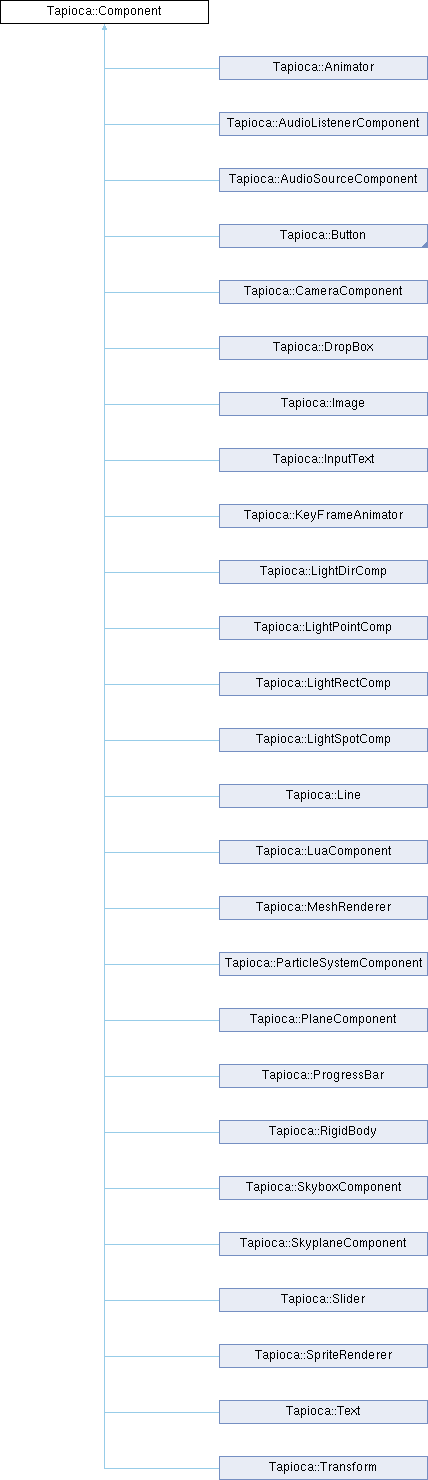 Tapioca::Component
Tapioca::Animator
Tapioca::AudioListenerComponent
Tapioca::AudioSourceComponent
Tapioca::Button
Tapioca::CameraComponent
Tapioca::DropBox
Tapioca::Image
Tapioca::InputText
Tapioca::KeyFrameAnimator
Tapioca::LightDirComp
Tapioca::LightPointComp
Tapioca::LightRectComp
Tapioca::LightSpotComp
Tapioca::Line
Tapioca::LuaComponent
Tapioca::MeshRenderer
Tapioca::ParticleSystemComponent
Tapioca::PlaneComponent
Tapioca::ProgressBar
Tapioca::RigidBody
Tapioca::SkyboxComponent
Tapioca::SkyplaneComponent
Tapioca::Slider
Tapioca::SpriteRenderer
Tapioca::Text
Tapioca::Transform